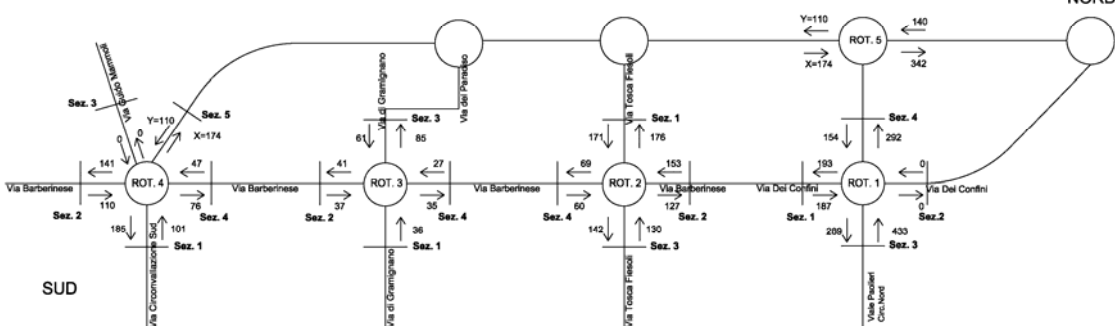 NORD
Y=110
140
ROT. 5
X=174
342
Via Guido Mammoli
Sez. 3
Y=110
Sez. 5
X=174
0
0
Via di Gramignano
Via del Paradiso
Sez. 3
61
85
Via Tosca Fiesoli
Sez. 1
171
176
Sez. 4
154
292
141
47
41
27
69
153
193
0
Via Barberinese
ROT. 4
Via Barberinese
ROT. 3
Via Barberinese
ROT. 2
Via Barberinese
Via Dei Confini
ROT. 1
Via Dei Confini
110
76
37
35
60
127
187
0
Sez. 2
Sez. 4
Sez. 2
Sez. 4
Sez. 4
Sez. 2
Sez. 1
Sez.2
185
101
Sez. 1
36
Sez. 1
142
130
Sez. 3
289
433
Sez. 3
SUD
Via Circonvallazione Sud
Via di Gramignano
Via Tosca Fiesoli
Viale Paolieri
Circ.Nord